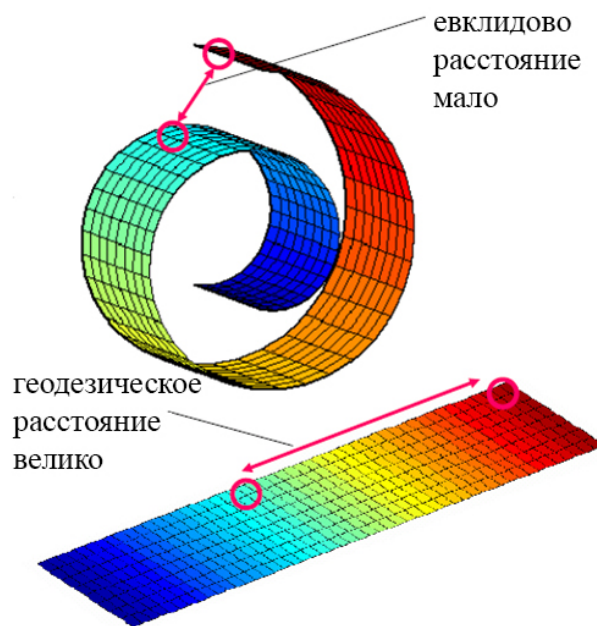 евклидово
расстояние
мало
геодезическое
расстояние
велико